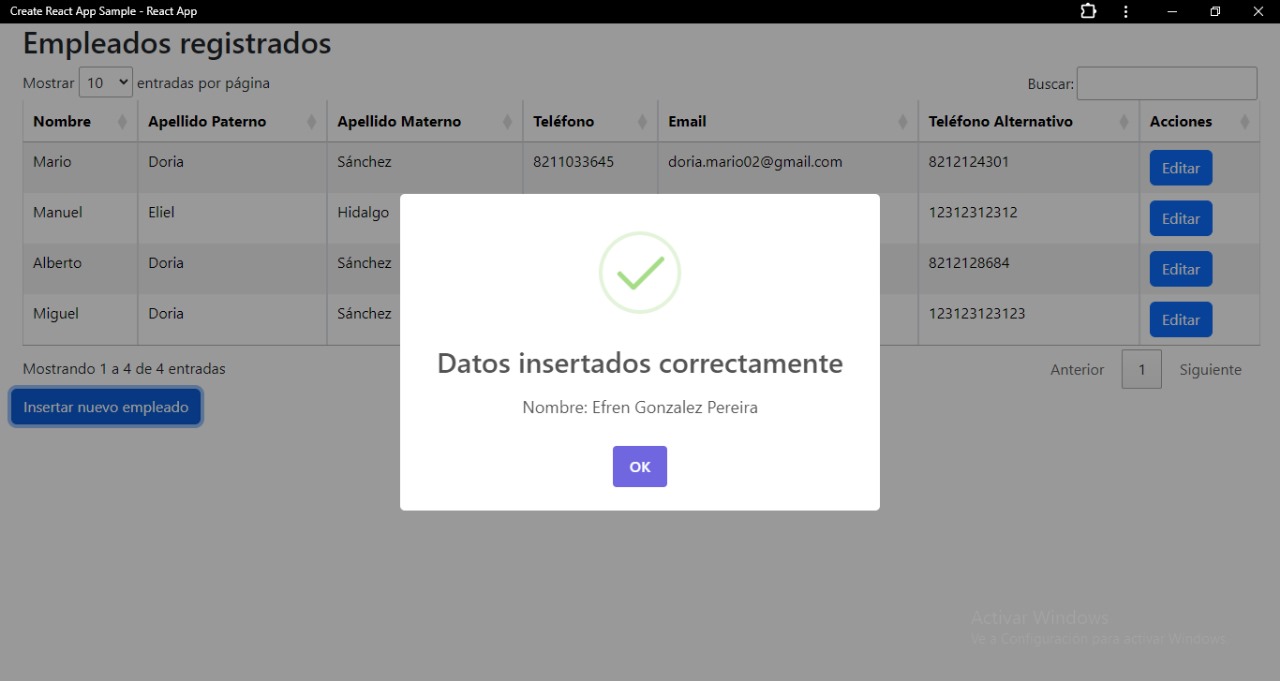 Create React App Sample - React App
Empleados registrados
Mostrar 10 entradas por página Buscar:
Nombre Apellido Paterno Apellido Materno Teléfono Email Teléfono Alternativo Acciones
Mario Doria Sánchez 8211033645 doria.mario02@gmail.com 8212124301 Editar
Manuel Eliel Hidalgo 12312312312 Editar
Alberto Doria Sánchez 8212128684 Editar
Miguel Doria Sánchez 123123123123 Editar
Datos insertados correctamente
Nombre: Efren Gonzalez Pereira
OK
Mostrando 1 a 4 de 4 entradas Anterior 1 Siguiente
Insertar nuevo empleado
Activar Windows
Ve a Configuración para activar Windows.